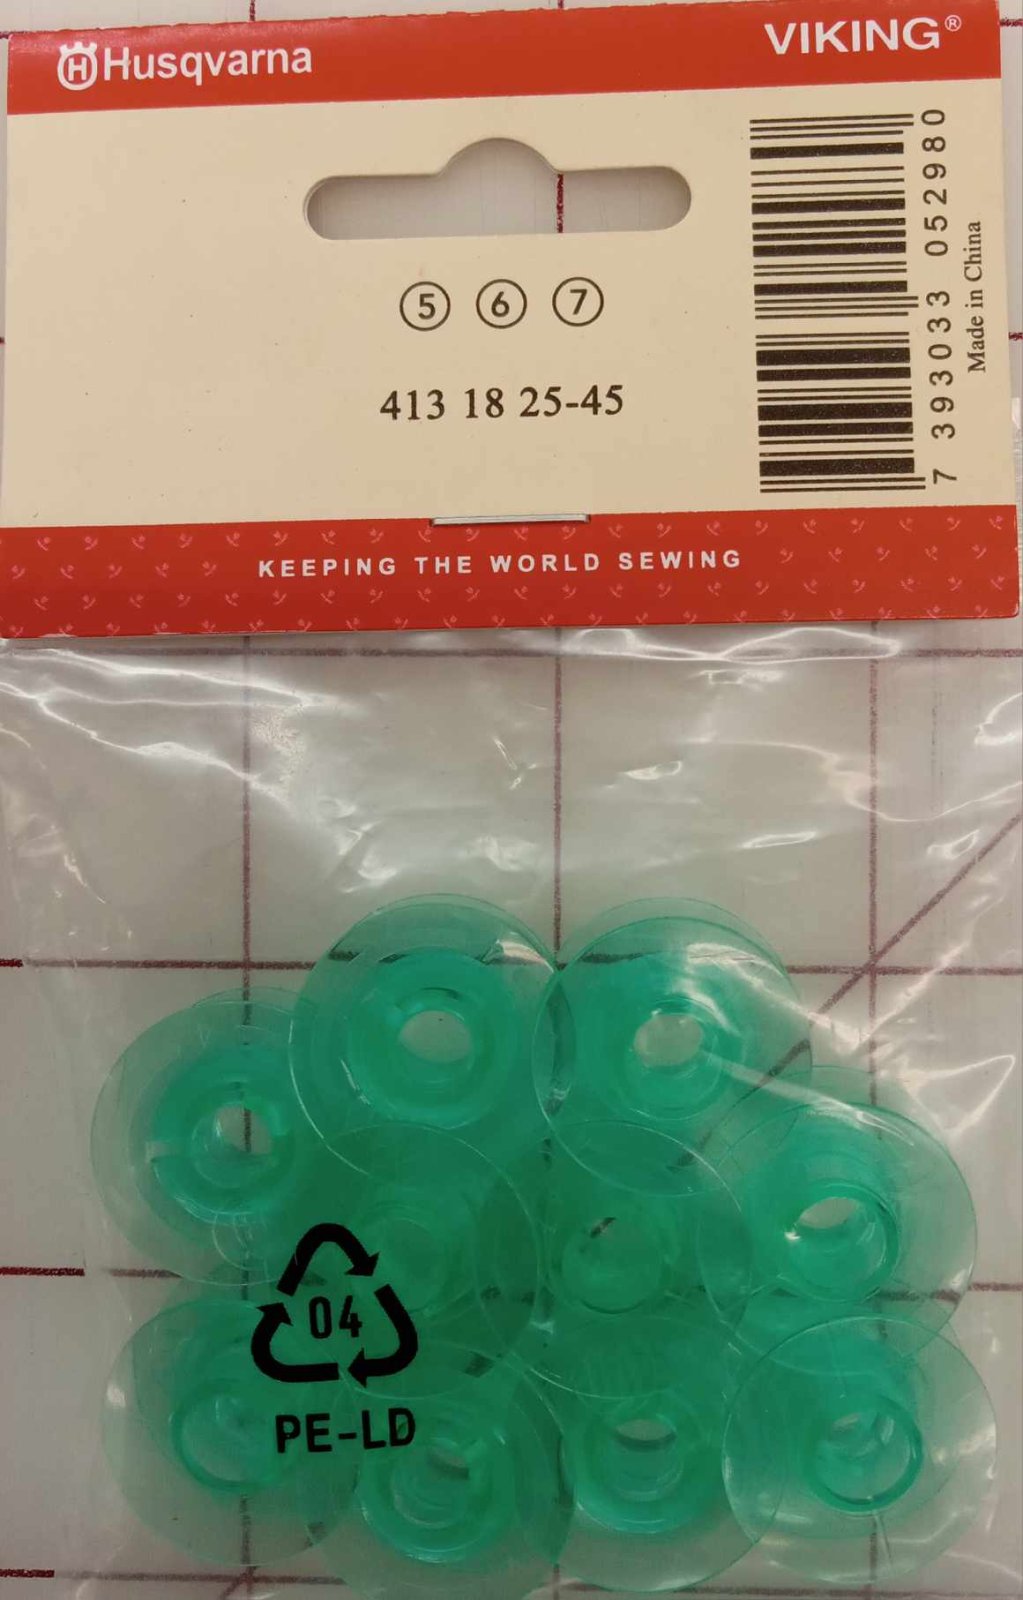 Husqvarna
VIKING®
5 6 7
413 18 25-45
7 393033 052980
Made in China
KEEPING THE WORLD SEWING
04
PE-LD